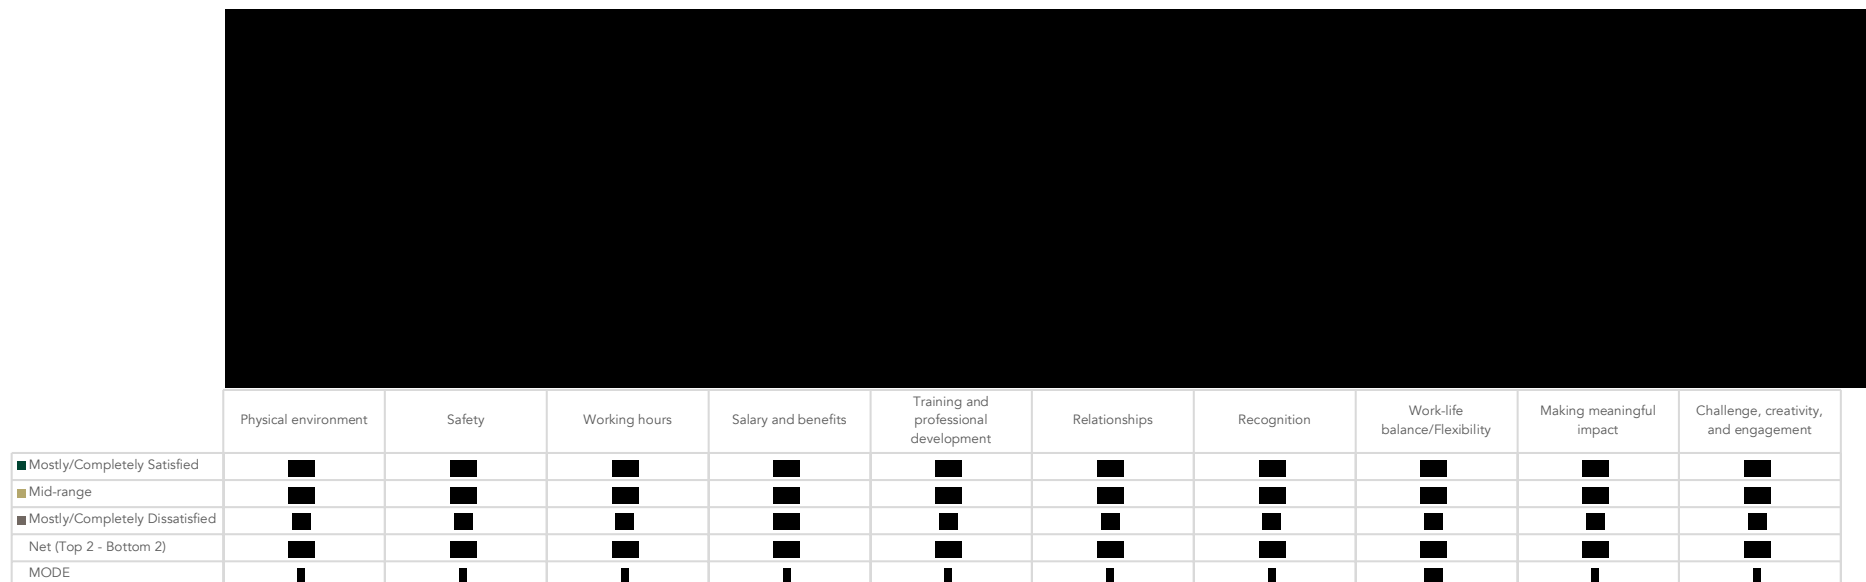 Physical environment
Safety
Working hours
Salary and benefits
Training and
professional
development
Relationships
Recognition
Work-life
balance/Flexibility
Making meaningful
impact
Challenge, creativity,
and engagement
Mostly/Completely Satisfied
Mid-range
Mostly/Completely Dissatisfied
Net (Top 2 - Bottom 2)
MODE